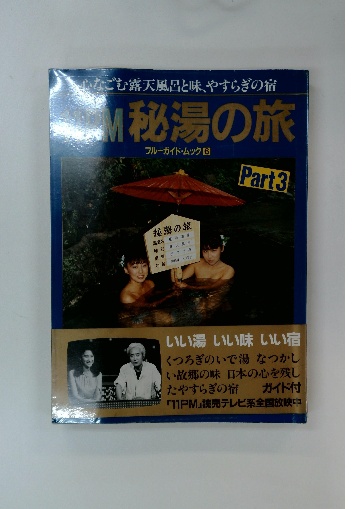 心なごむ露天風呂と味、やすらぎの宿
11PM 秘湯の旅
ブルーガイド・ムック
Part3
秘湯の旅
いい湯 いい味 いい宿
くつろぎのいで湯 なつかし
い故郷の味 日本の心を残し
たやすらぎの宿 ガイド付
「11PM」読売テレビ系全国放映中